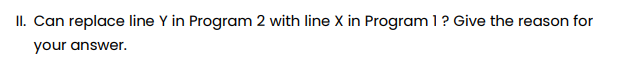 II. Can replace line Y in Program 2 with line X in Program 1 ? Give the reason for
your answer.